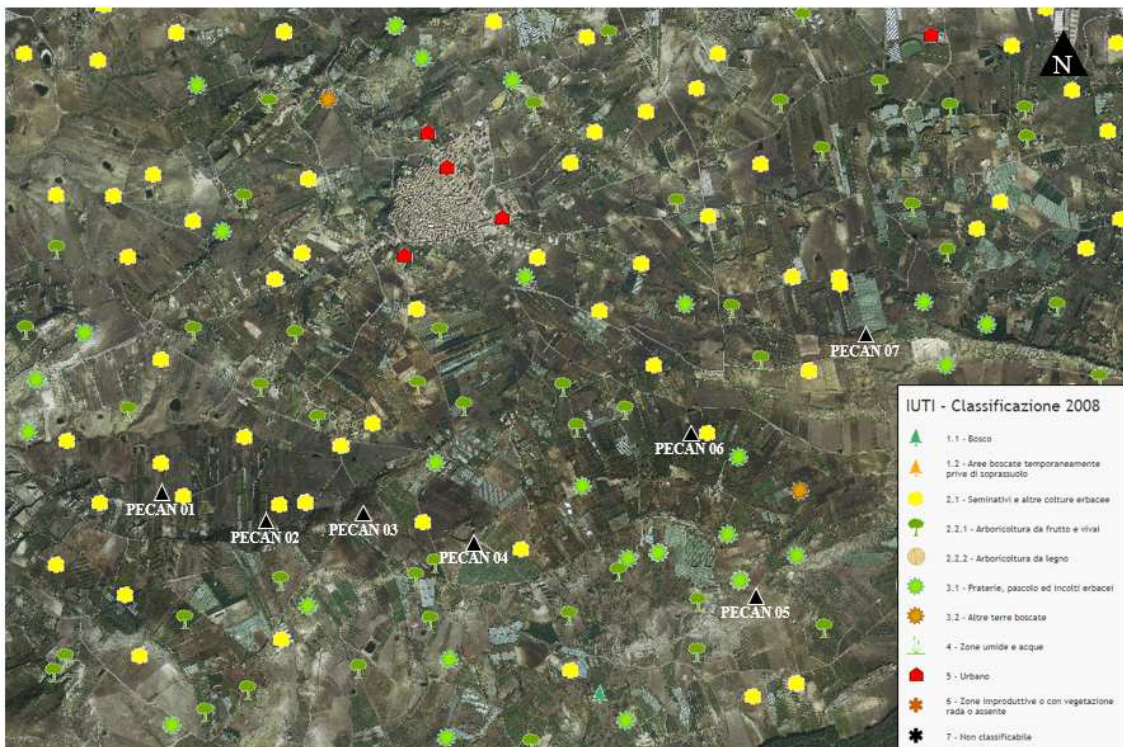 N
PECAN 07
PECAN 06
PECAN 01
PECAN 02
PECAN 03
PECAN 04
PECAN 05
IUTI - Classificazione 2008
1.1 - Bosco
1.2 - Aree boscate temporaneamente
prive di soprassuolo
2.1 - Seminativi e altre colture erbacee
2.2.1 - Arboricoltura da frutto e vivai
2.2.2 - Arboricoltura da legno
3.1 - Praterie, pascolo ed incolti erbacei
3.2 - Altre terre boscate
4 - Zone umide e acque
5 - Urbano
6 - Zone improduttive o con vegetazione
rada o assente
7 - Non classificabile